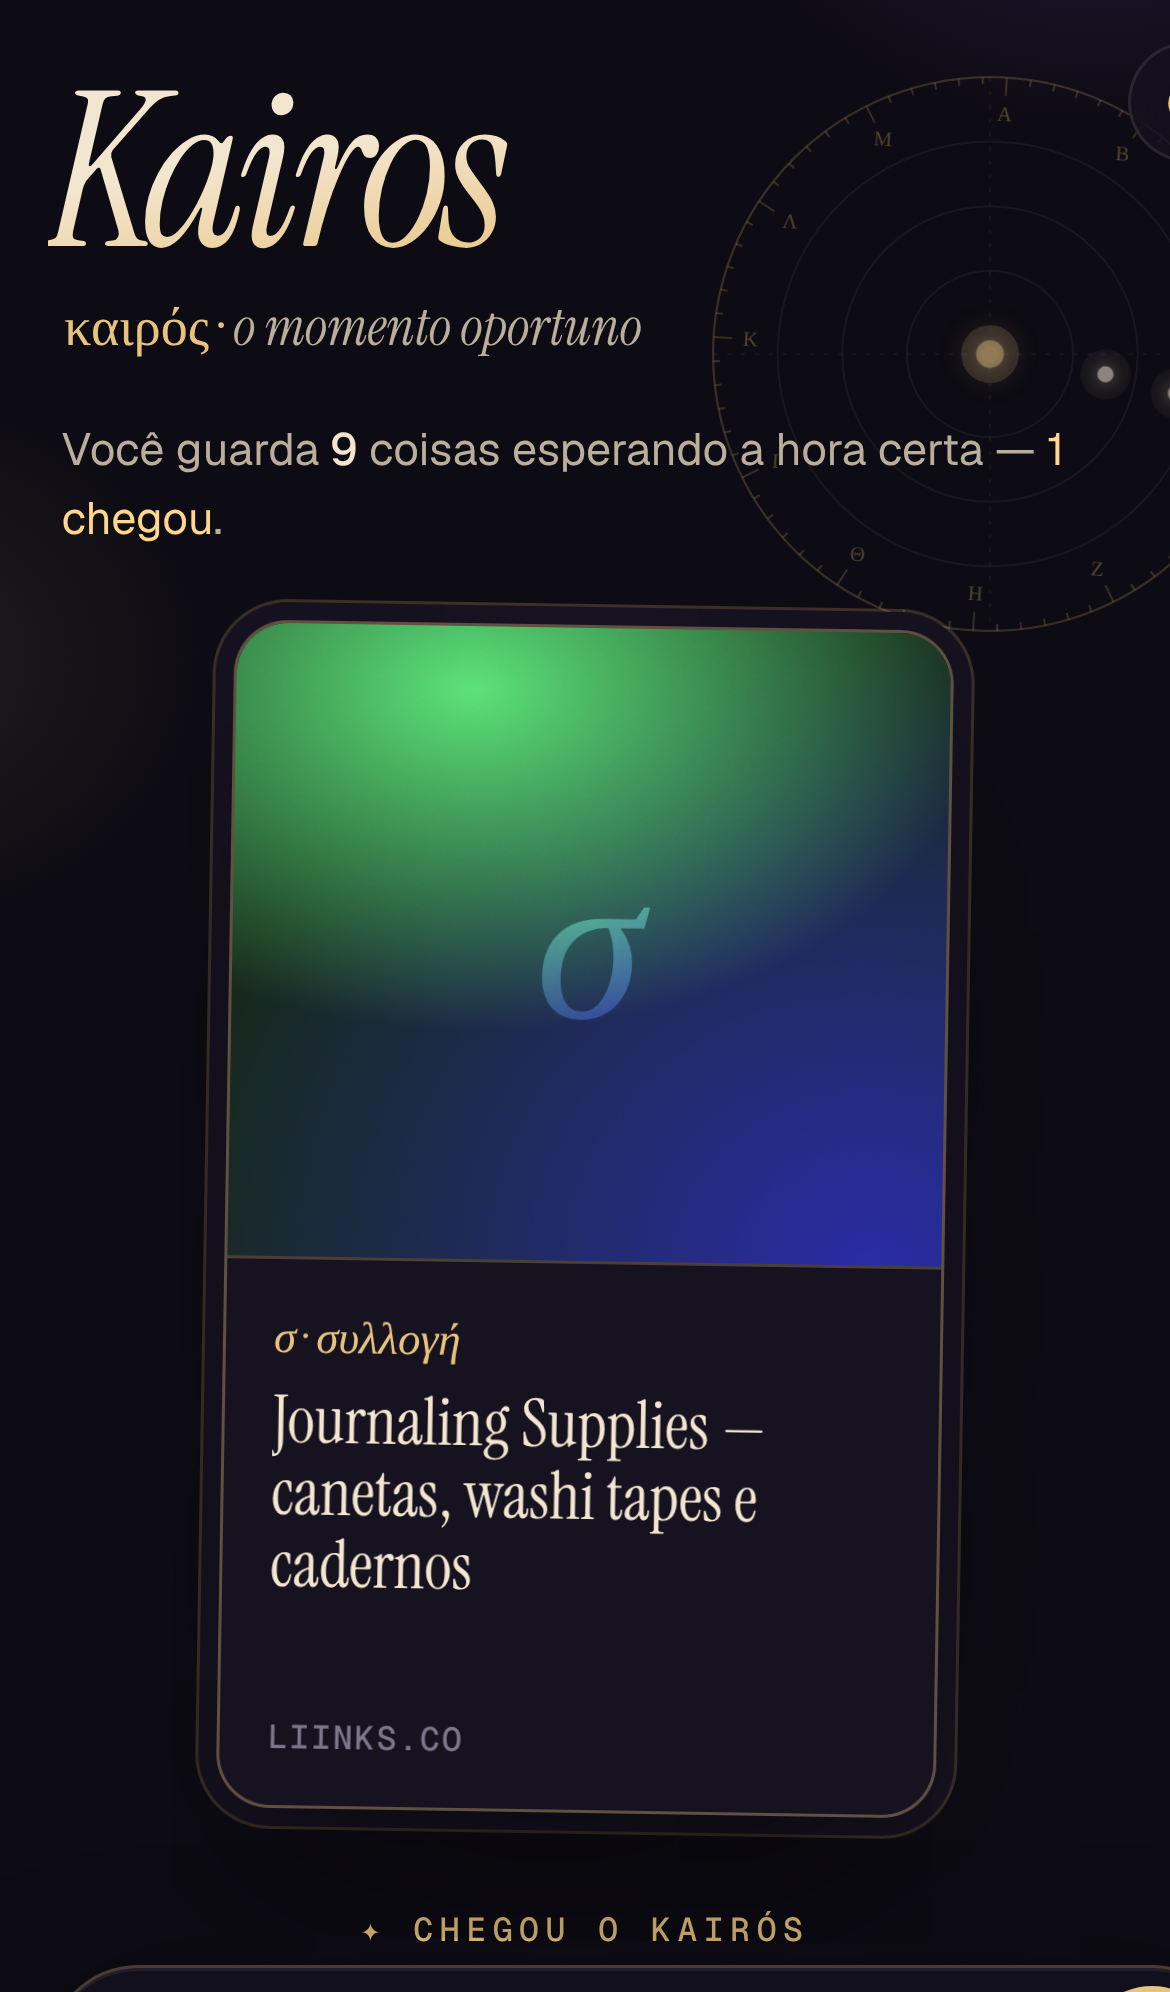 Kairos
καιρός · o momento oportuno
A
B
M
Λ
K
I
Θ
H
Z
Você guarda 9 coisas esperando a hora certa — 1
chegou.
σ
σ · συλλογή
Journaling Supplies —
canetas, washi tapes e
cadernos
LIINKS.CO
✦ CHEGOU O KAIRÓS